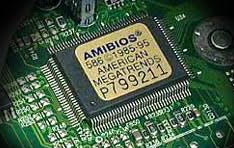 AMIBIOS®
586 © 1985-95
AMERICAN
MEGATRENDS
P799211